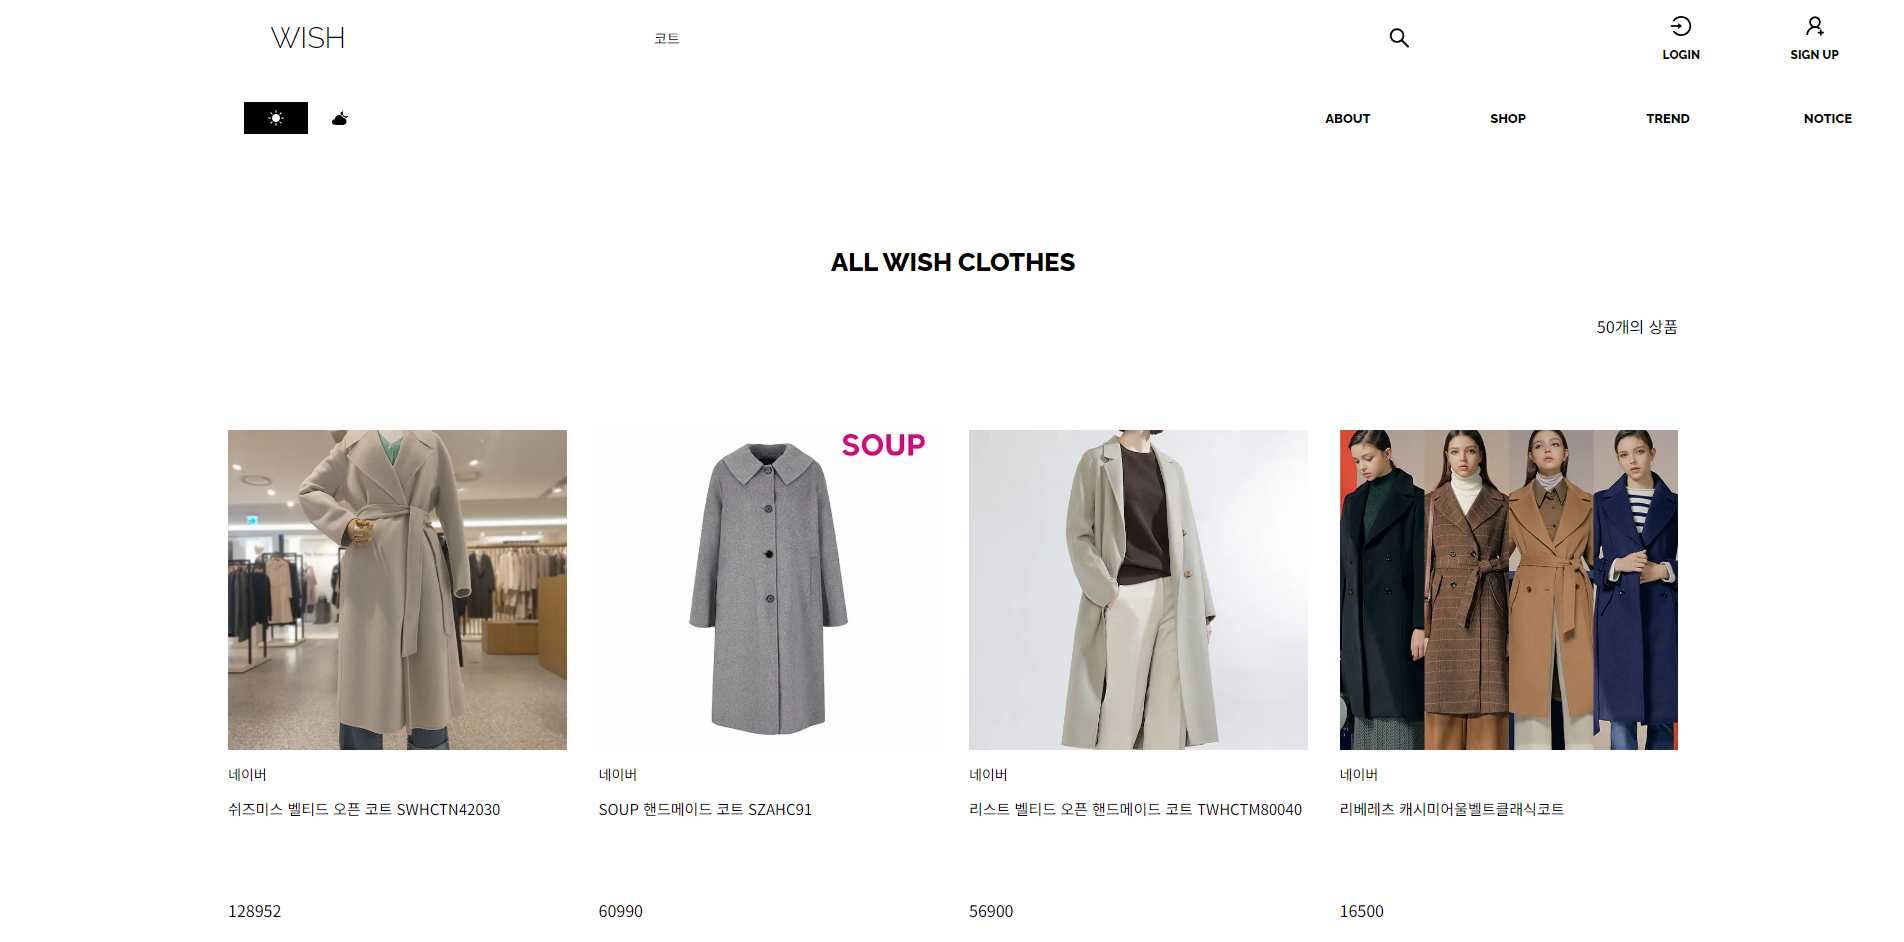 WISH
코트
LOGIN
SIGN UP
ABOUT
SHOP
TREND
NOTICE
ALL WISH CLOTHES
50개의 상품
SOUP
네이버
쉬즈미스 벨티드 오픈 코트 SWHCTN42030
128952
네이버
SOUP 핸드메이드 코트 SZAHC91
60990
네이버
리스트 벨티드 오픈 핸드메이드 코트 TWHCTM80040
56900
네이버
리베레츠 캐시미어울벨트클래식코트
16500